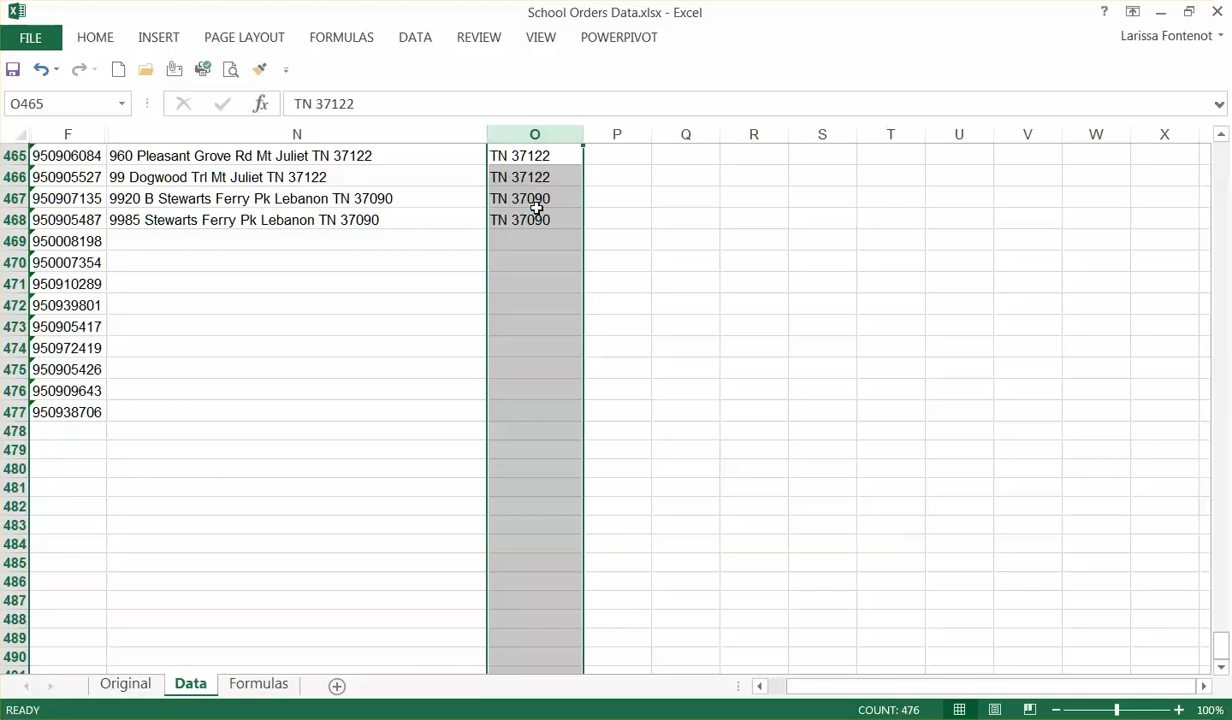 School Orders Data.xlsx - Excel
?
FILE HOME INSERT PAGE LAYOUT FORMULAS DATA REVIEW VIEW POWERPIVOT Larissa Fontenot
O465 fx TN 37122
F N O P Q R S T U V W X
465 950906084 960 Pleasant Grove Rd Mt Juliet TN 37122 TN 37122
466 950905527 99 Dogwood Trl Mt Juliet TN 37122 TN 37122
467 950907135 9920 B Stewarts Ferry Pk Lebanon TN 37090 TN 37090
468 950905487 9985 Stewarts Ferry Pk Lebanon TN 37090 TN 37090
469 950008198
470 950007354
471 950910289
472 950939801
473 950905417
474 950972419
475 950905426
476 950909643
477 950938706
478
479
480
481
482
483
484
485
486
487
488
489
490
Original Data Formulas
READY COUNT: 476 100%